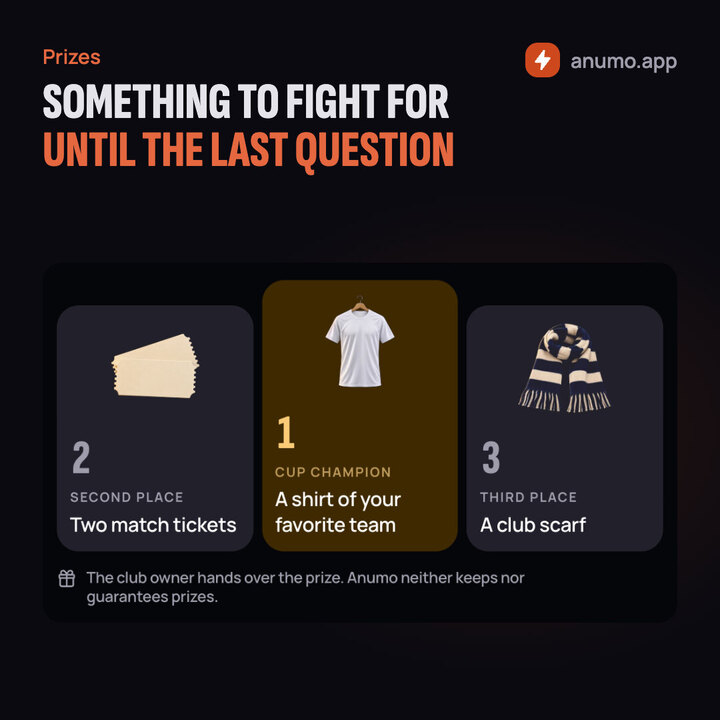 Prizes
anumo.app
SOMETHING TO FIGHT FOR
UNTIL THE LAST QUESTION
2
SECOND PLACE
Two match tickets
1
CUP CHAMPION
A shirt of your
favorite team
3
THIRD PLACE
A club scarf
The club owner hands over the prize. Anumo neither keeps nor
guarantees prizes.